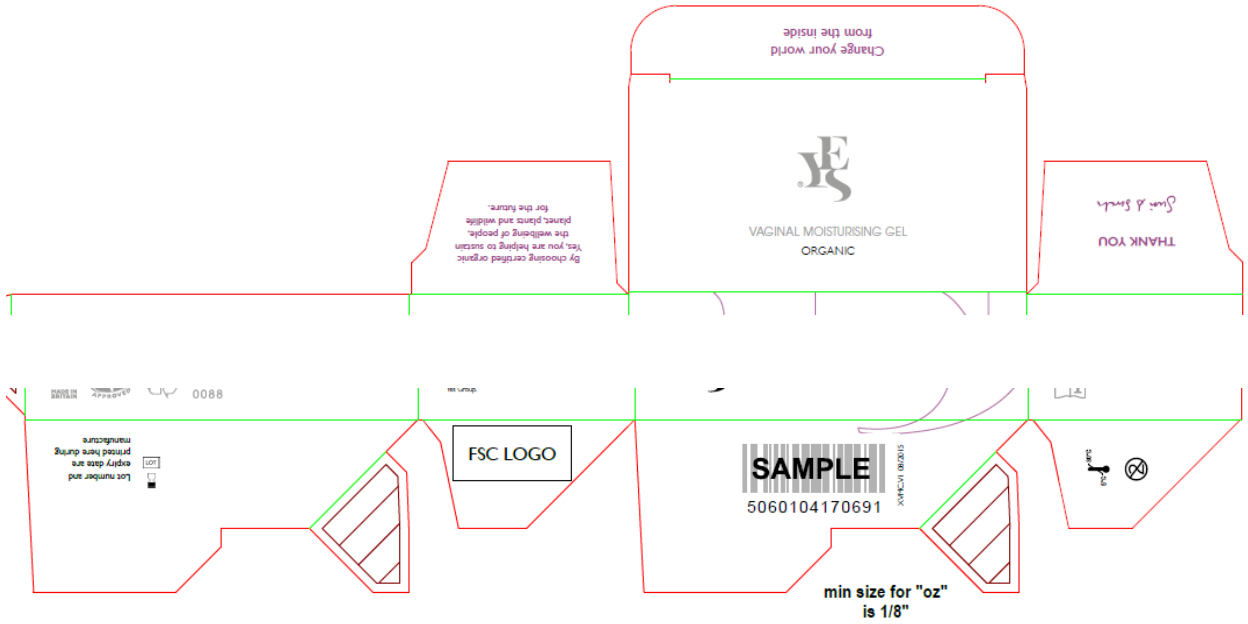 Change your world
from the inside
YES
VAGINAL MOISTURISING GEL
ORGANIC
By choosing certified organic
Yes, you are helping to sustain
the wellbeing of people,
planet, plants and wildlife
for the future.
THANK YOU
MADE IN
BRITAIN
APPROVED
0088
Lot number and
expiry date are
printed here during
manufacture
LOT
FSC LOGO
SAMPLE
5060104170691
min size for "oz"
is 1/8"